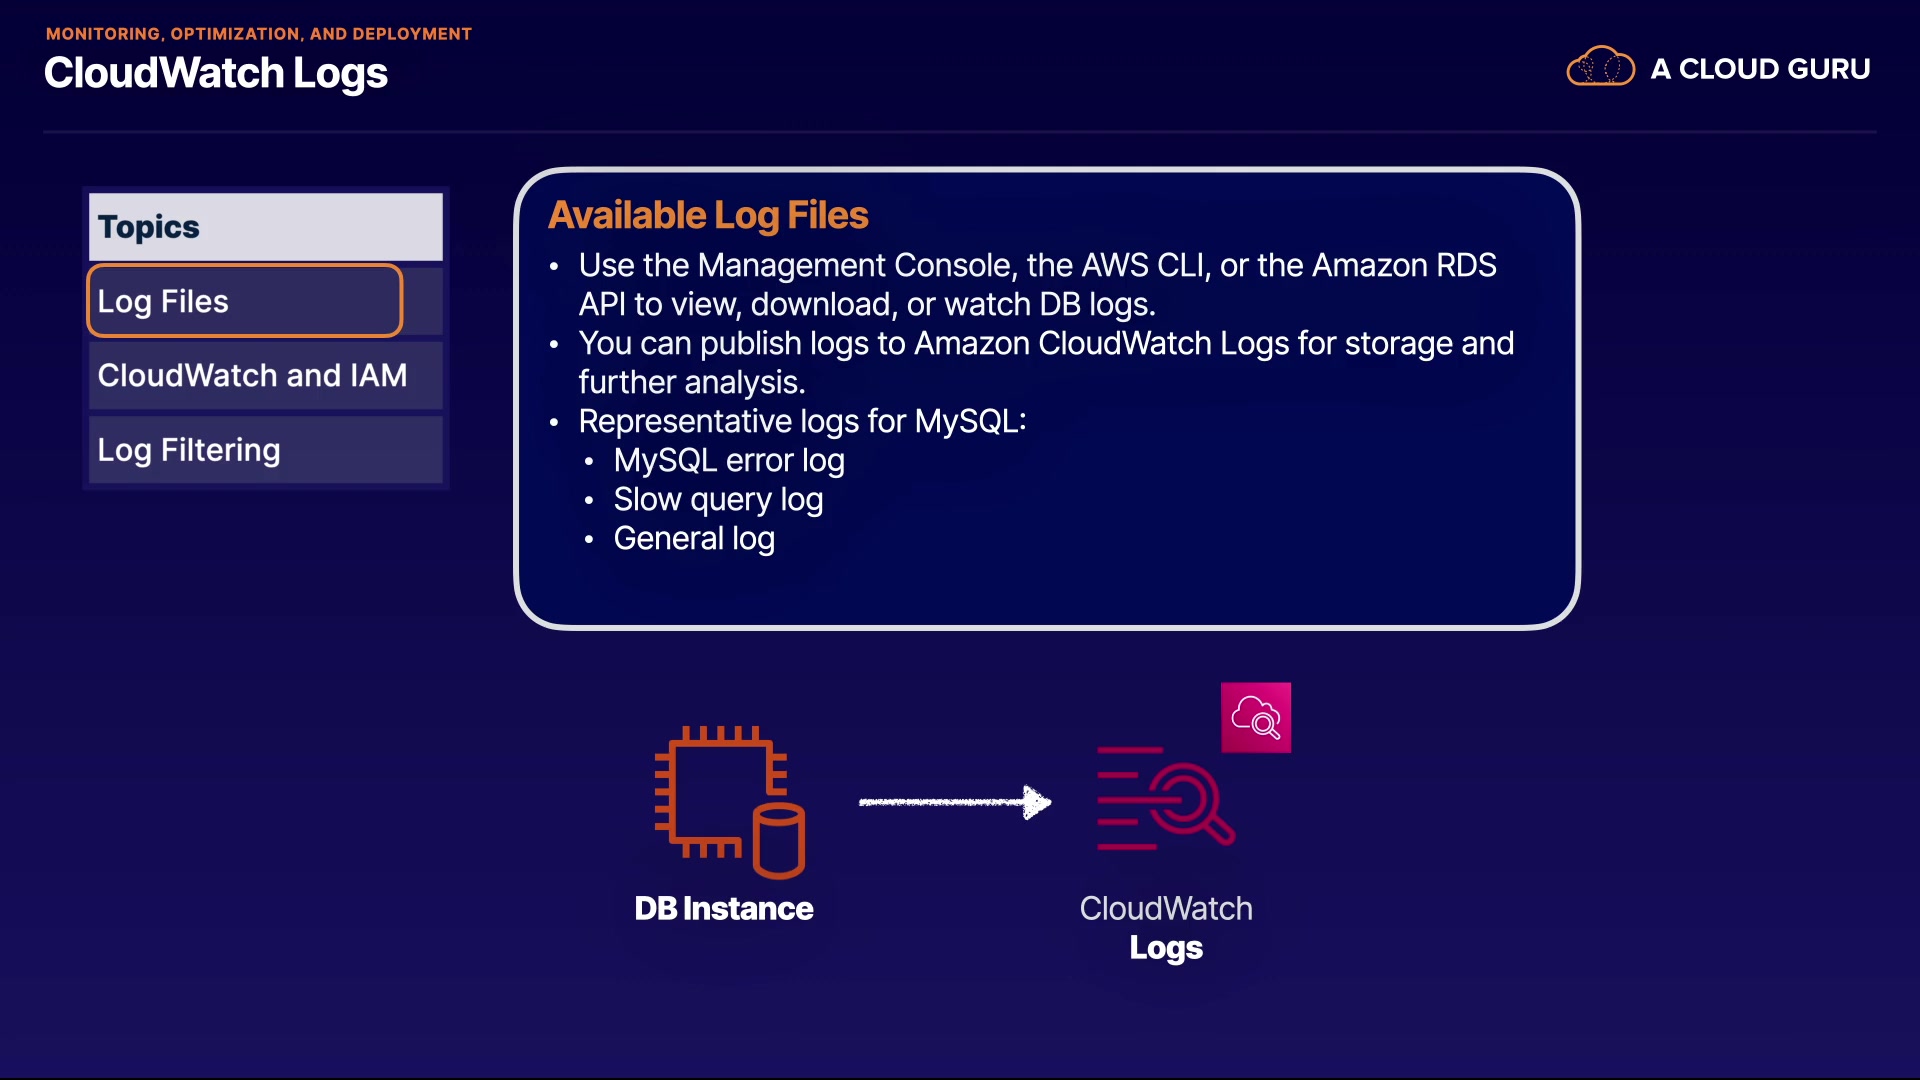 MONITORING, OPTIMIZATION, AND DEPLOYMENT
CloudWatch Logs
A CLOUD GURU
Topics
Log Files
CloudWatch and IAM
Log Filtering
Available Log Files
• Use the Management Console, the AWS CLI, or the Amazon RDS
API to view, download, or watch DB logs.
• You can publish logs to Amazon CloudWatch Logs for storage and
further analysis.
• Representative logs for MySQL:
• MySQL error log
• Slow query log
• General log
DB Instance
CloudWatch
Logs